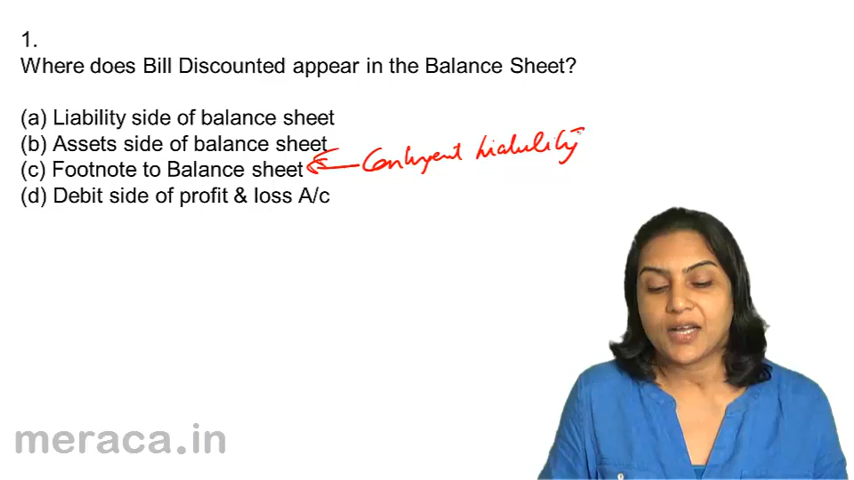 1.
Where does Bill Discounted appear in the Balance Sheet?
(a) Liability side of balance sheet
(b) Assets side of balance sheet
(c) Footnote to Balance sheet
Contingent Liability
(d) Debit side of profit & loss A/c
meraca.in